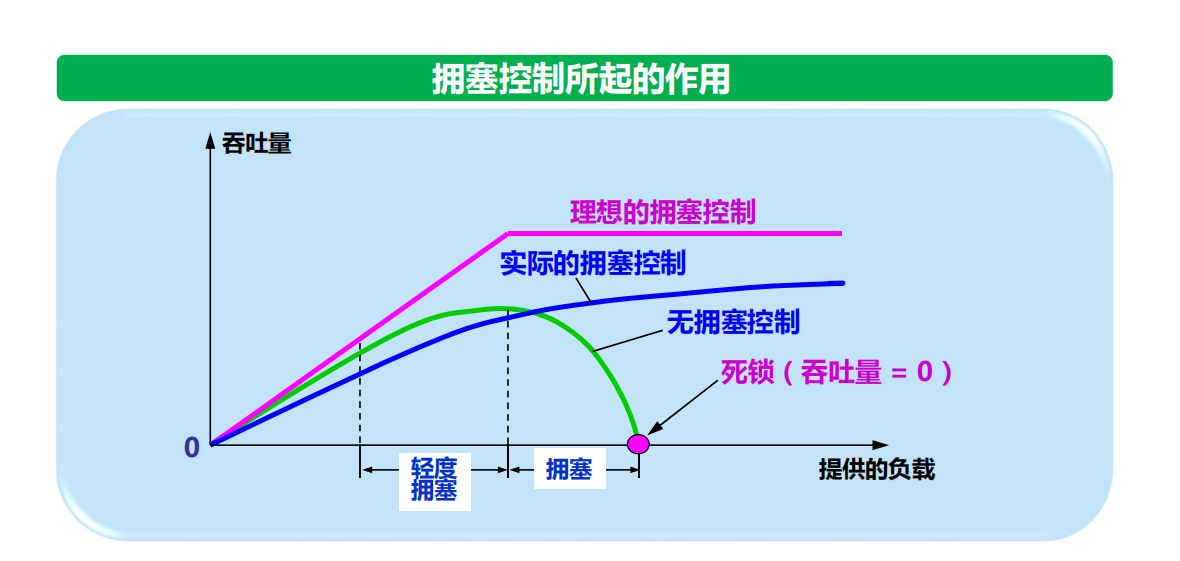 拥塞控制所起的作用
吞吐量
理想的拥塞控制
实际的拥塞控制
无拥塞控制
死锁 ( 吞吐量 = 0 )
0
轻度
拥塞
拥塞
提供的负载